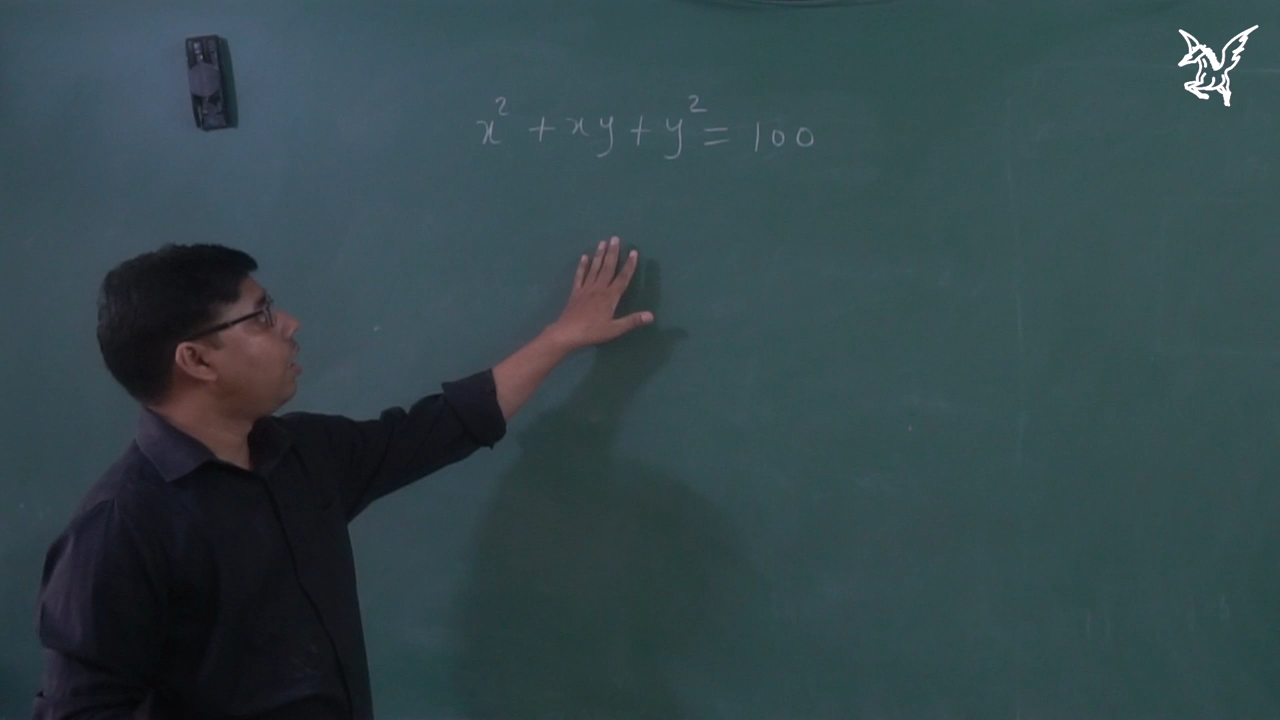 x² + xy + y² = 100